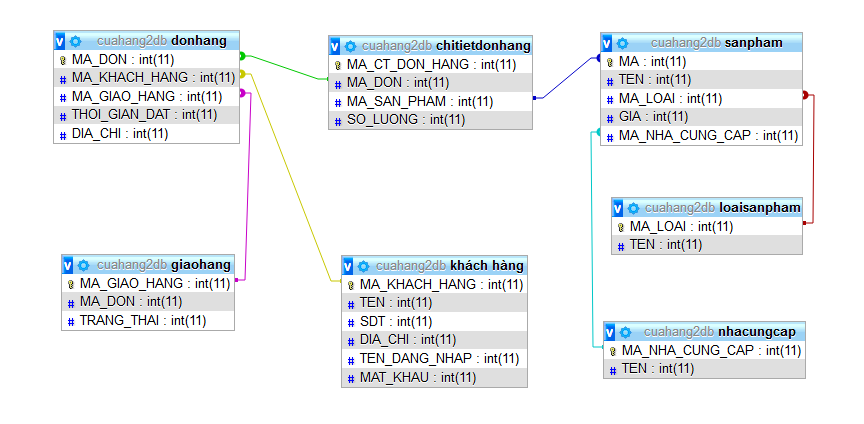 v cuahang2db donhang
MA_DON : int(11)
# MA_KHACH_HANG : int(11)
# MA_GIAO_HANG : int(11)
# THOI_GIAN_DAT : int(11)
# DIA_CHI : int(11)
v cuahang2db chitietdonhang
MA_CT_DON_HANG : int(11)
# MA_DON : int(11)
# MA_SAN_PHAM : int(11)
# SO_LUONG : int(11)
v cuahang2db sanpham
MA : int(11)
# TEN : int(11)
# MA_LOAI : int(11)
# GIA : int(11)
# MA_NHA_CUNG_CAP : int(11)
v cuahang2db loaisanpham
MA_LOAI : int(11)
# TEN : int(11)
v cuahang2db giaohang
MA_GIAO_HANG : int(11)
# MA_DON : int(11)
# TRANG_THAI : int(11)
v cuahang2db khách hàng
MA_KHACH_HANG : int(11)
# TEN : int(11)
# SDT : int(11)
# DIA_CHI : int(11)
# TEN_DANG_NHAP : int(11)
# MAT_KHAU : int(11)
v cuahang2db nhacungcap
MA_NHA_CUNG_CAP : int(11)
# TEN : int(11)